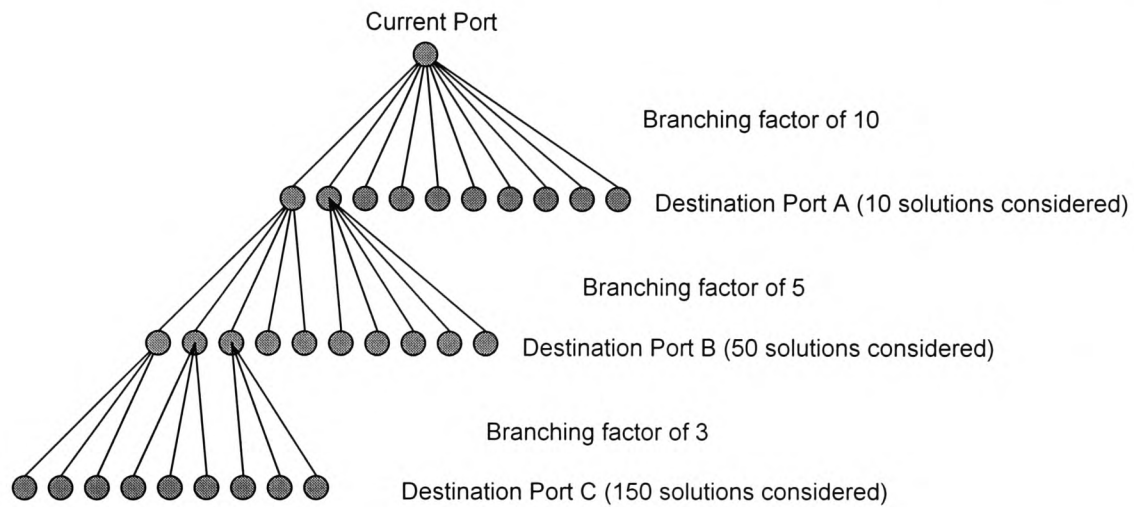 Current Port
Branching factor of 10
Destination Port A (10 solutions considered)
Branching factor of 5
Destination Port B (50 solutions considered)
Branching factor of 3
Destination Port C (150 solutions considered)